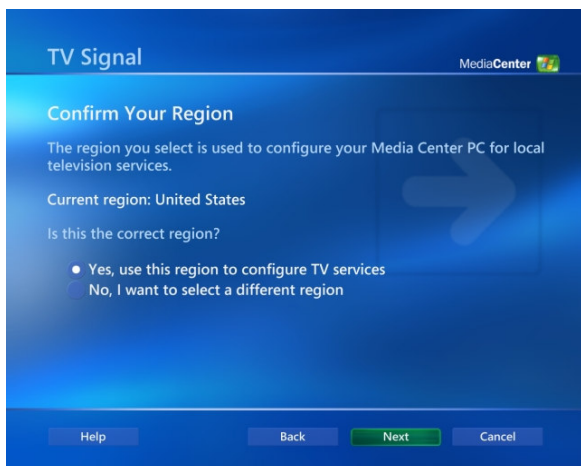 TV Signal
MediaCenter
Confirm Your Region
The region you select is used to configure your Media Center PC for local
television services.
Current region: United States
Is this the correct region?
Yes, use this region to configure TV services
No, I want to select a different region
Help Back Next Cancel